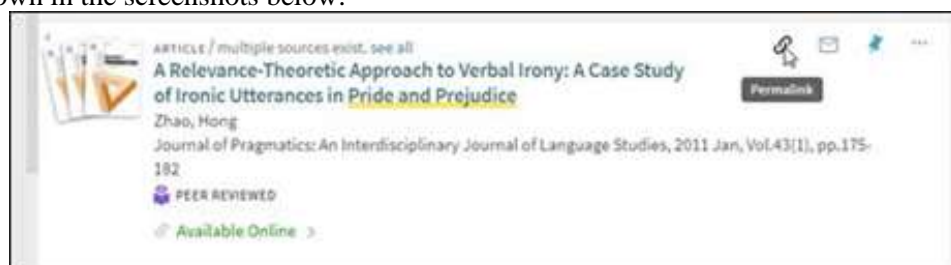 own in the screenshots below:
ARTICLE / multiple sources exist, see all
A Relevance-Theoretic Approach to Verbal Irony: A Case Study
of Ironic Utterances in Pride and Prejudice
Permalink
Zhao, Hong
Journal of Pragmatics: An Interdisciplinary Journal of Language Studies, 2011 Jan, Vol.43(1), pp.175-
182
PEER REVIEWED
Available Online >